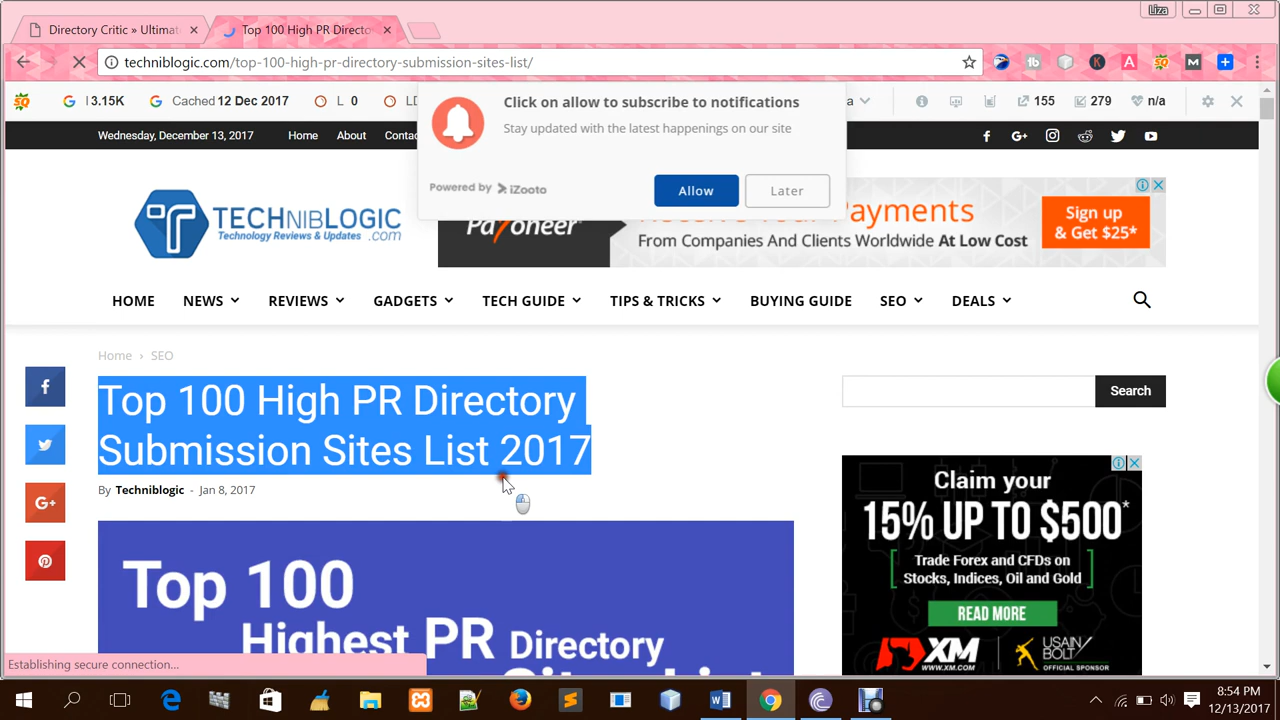 Liza
Directory Critic » Ultimat
Top 100 High PR Directo
techniblogic.com/top-100-high-pr-directory-submission-sites-list/
3.15K
Cached 12 Dec 2017
L 0
LD
155
279
n/a
Click on allow to subscribe to notifications
Stay updated with the latest happenings on our site
Powered by iZooto
Allow
Later
Wednesday, December 13, 2017
Home
About
Contac
TECHNIBLOGIC
Technology Reviews & Updates .com
Payoneer
Receive Your Payments
From Companies And Clients Worldwide At Low Cost
Sign up
& Get $25*
HOME
NEWS
REVIEWS
GADGETS
TECH GUIDE
TIPS & TRICKS
BUYING GUIDE
SEO
DEALS
Home › SEO
Top 100 High PR Directory
Submission Sites List 2017
By Techniblogic - Jan 8, 2017
Search
Top 100
Highest PR Directory
Claim your
15% UP TO $500*
Trade Forex and CFDs on
Stocks, Indices, Oil and Gold
READ MORE
XM
WWW.XM.COM
USAIN
BOLT
OFFICIAL SPONSOR
Establishing secure connection...
8:54 PM
12/13/2017